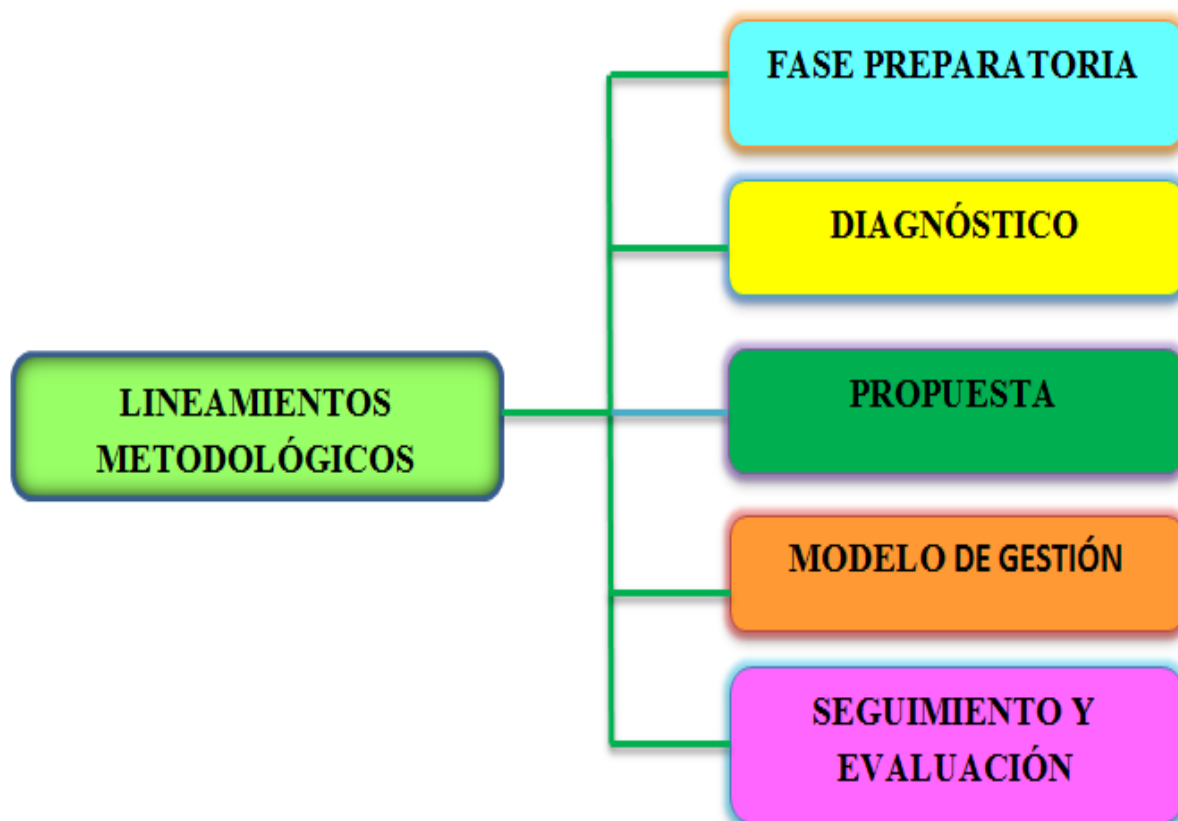 FASE PREPARATORIA
DIAGNÓSTICO
LINEAMIENTOS
METODOLÓGICOS
PROPUESTA
MODELO DE GESTIÓN
SEGUIMIENTO Y
EVALUACIÓN